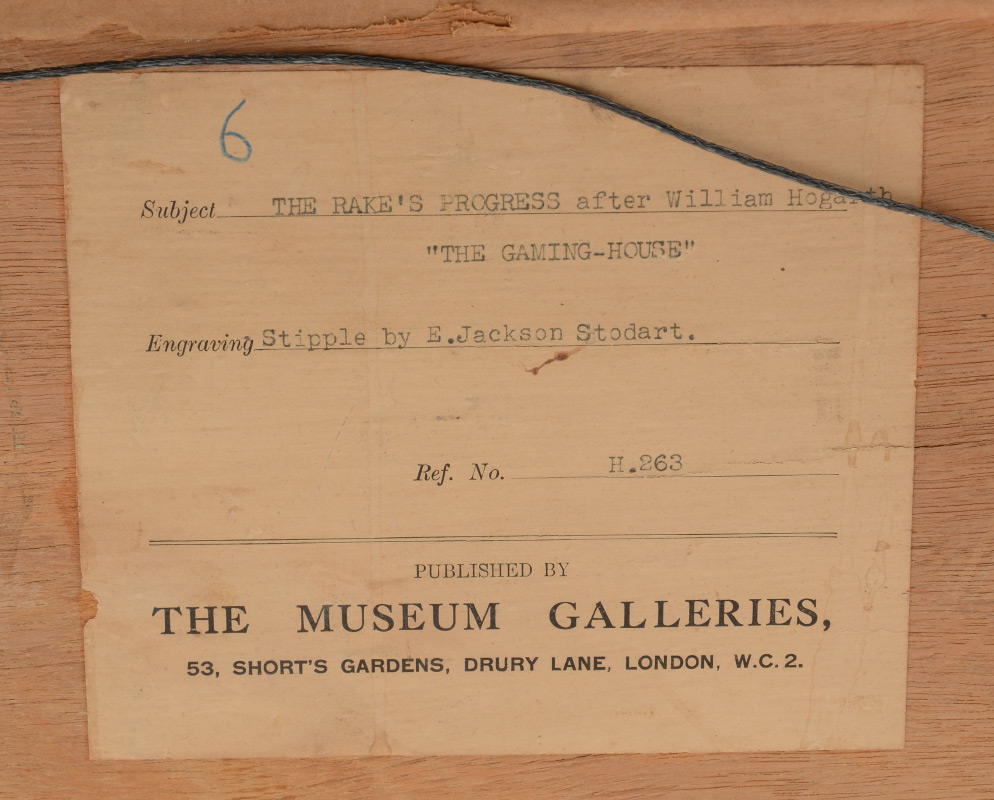 6
Subject THE RAKE'S PROGRESS after William Hogarth
"THE GAMING-HOUSE"
Engraving Stipple by E.Jackson Stodart.
Ref. No. H.263
PUBLISHED BY
THE MUSEUM GALLERIES,
53, SHORT'S GARDENS, DRURY LANE, LONDON, W.C. 2.